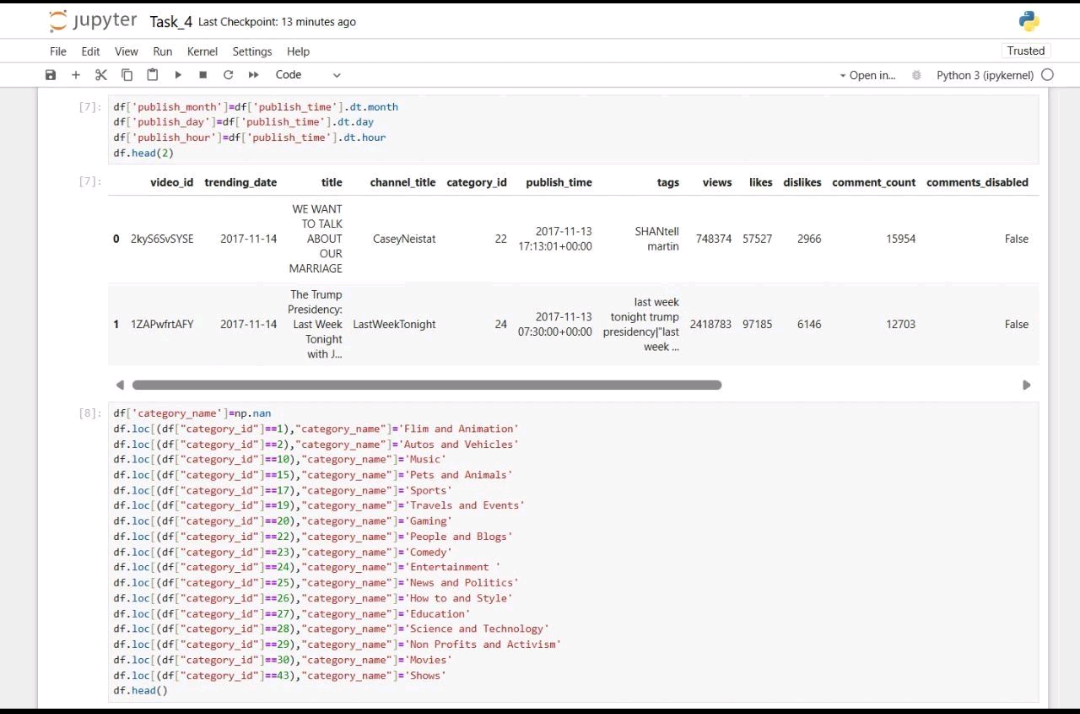 jupyter Task_4 Last Checkpoint: 13 minutes ago
File Edit View Run Kernel Settings Help Trusted
Code Open in... Python 3 (ipykernel)
[7]: df['publish_month']=df['publish_time'].dt.month
df['publish_day']=df['publish_time'].dt.day
df['publish_hour']=df['publish_time'].dt.hour
df.head(2)
[7]: video_id trending_date title channel_title category_id publish_time tags views likes dislikes comment_count comments_disabled
WE WANT
TO TALK
ABOUT
OUR
MARRIAGE
0 2kyS6SvSYSE 2017-11-14 CaseyNeistat 22 2017-11-13
17:13:01+00:00 SHANtell
martin 748374 57527 2966 15954 False
The Trump
Presidency:
Last Week
Tonight
with J...
1 1ZAPwfrtAFY 2017-11-14 LastWeekTonight 24 2017-11-13
07:30:00+00:00 last week
tonight trump
presidency|"last
week ... 2418783 97185 6146 12703 False
[8]: df['category_name']=np.nan
df.loc[(df["category_id"]==1),"category_name"]='Flim and Animation'
df.loc[(df["category_id"]==2),"category_name"]='Autos and Vehicles'
df.loc[(df["category_id"]==10),"category_name"]='Music'
df.loc[(df["category_id"]==15),"category_name"]='Pets and Animals'
df.loc[(df["category_id"]==17),"category_name"]='Sports'
df.loc[(df["category_id"]==19),"category_name"]='Travels and Events'
df.loc[(df["category_id"]==20),"category_name"]='Gaming'
df.loc[(df["category_id"]==22),"category_name"]='People and Blogs'
df.loc[(df["category_id"]==23),"category_name"]='Comedy'
df.loc[(df["category_id"]==24),"category_name"]='Entertainment '
df.loc[(df["category_id"]==25),"category_name"]='News and Politics'
df.loc[(df["category_id"]==26),"category_name"]='How to and Style'
df.loc[(df["category_id"]==27),"category_name"]='Education'
df.loc[(df["category_id"]==28),"category_name"]='Science and Technology'
df.loc[(df["category_id"]==29),"category_name"]='Non Profits and Activism'
df.loc[(df["category_id"]==30),"category_name"]='Movies'
df.loc[(df["category_id"]==43),"category_name"]='Shows'
df.head()